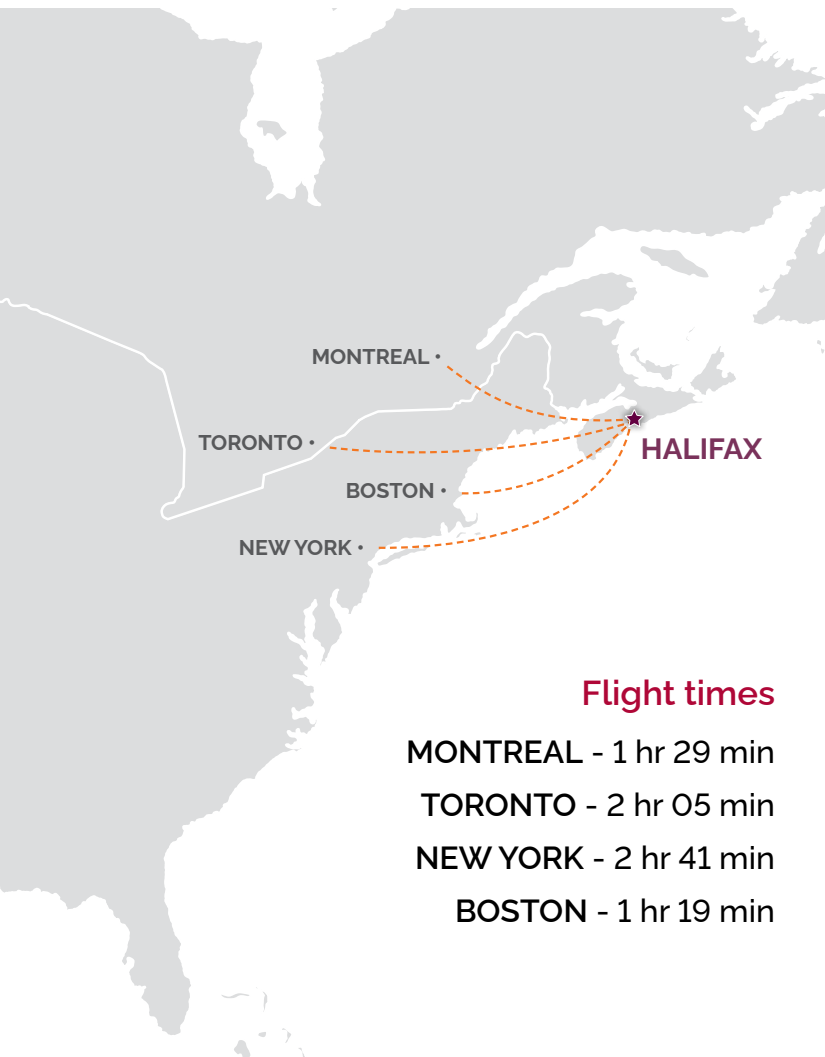 MONTREAL
TORONTO
HALIFAX
BOSTON
NEW YORK
Flight times
MONTREAL - 1 hr 29 min
TORONTO - 2 hr 05 min
NEW YORK - 2 hr 41 min
BOSTON - 1 hr 19 min